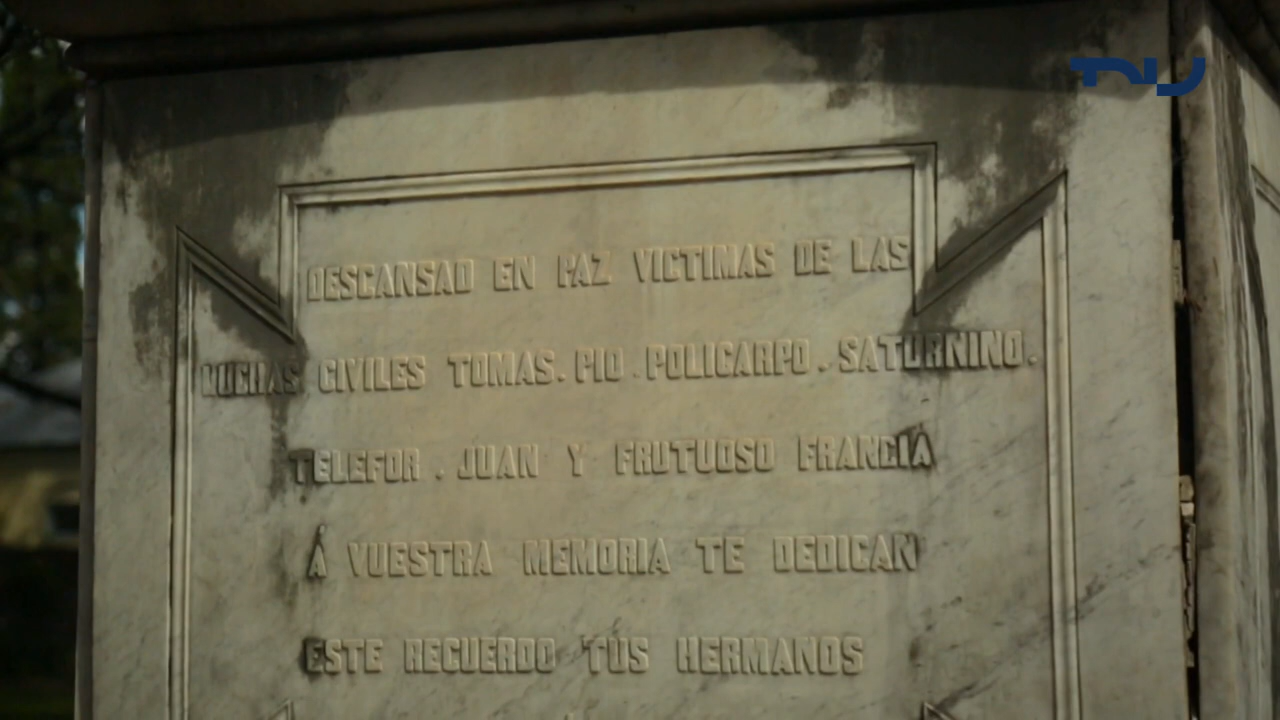 TNU
DESCANSAD EN PAZ VICTIMAS DE LAS
LUCHAS CIVILES TOMAS. PIO. POLICARPO. SATURNINO.
TELEFOR. JUAN Y FRUTUOSO FRANCIA
Á VUESTRA MEMORIA TE DEDICAN
ESTE RECUERDO TUS HERMANOS